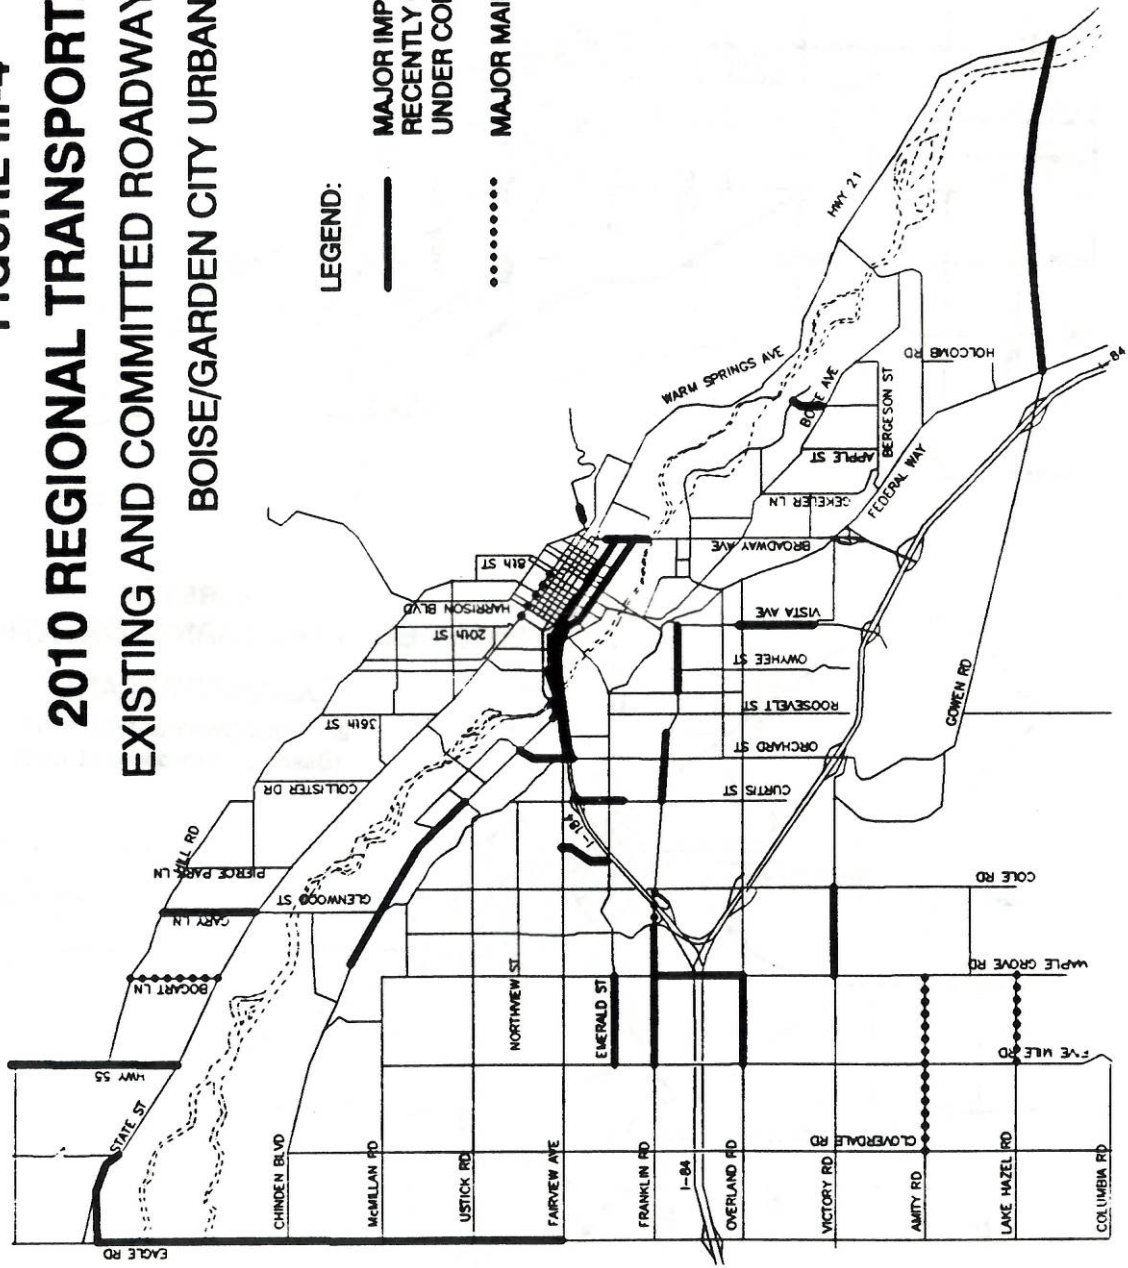 2010 REGIONAL TRANSPORT
EXISTING AND COMMITTED ROADWAY
BOISE/GARDEN CITY URBAN
LEGEND:
MAJOR IMP
RECENTLY
UNDER CO
MAJOR MAI
HWY 21
WARM SPRINGS AVE
HOLCOMB RD
BOISE AVE
BERGESON ST
APPLE ST
GEKELER LN
FEDERAL WAY
I-84
BROADWAY AVE
8th ST
HARRISON BLVD
20th ST
VISTA AVE
OWYHEE ST
ROOSEVELT ST
GOWEN RD
36th ST
ORCHARD ST
CURTIS ST
COLLISTER DR
HILL RD
PIERCE PARK LN
I-184
GLENWOOD ST
COLE RD
GARY LN
BOGART LN
MAPLE GROVE RD
NORTHVIEW ST
EMERALD ST
FIVE MILE RD
HWY 55
STATE ST
CLOVERDALE RD
EAGLE RD
CHINDEN BLVD
McMILLAN RD
USTICK RD
FAIRVIEW AVE
FRANKLIN RD
I-84
OVERLAND RD
VICTORY RD
AMITY RD
LAKE HAZEL RD
COLUMBIA RD